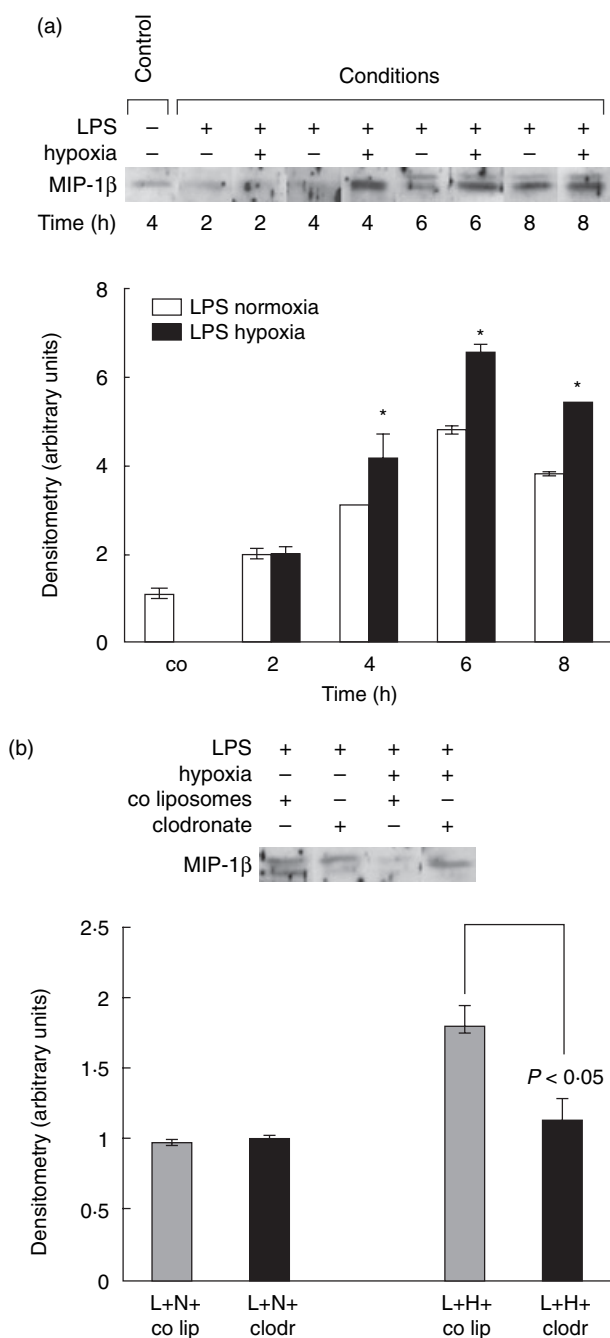 (a)
Control
Conditions
LPS – + + + + + + + +
hypoxia – – + – + – + – +
MIP-1β
Time (h) 4 2 2 4 4 6 6 8 8
8
6
4
2
0
Densitometry (arbitrary units)
LPS normoxia
LPS hypoxia
*
*
*
co 2 4 6 8
Time (h)
(b)
LPS + + + +
hypoxia – – + +
co liposomes + – + –
clodronate – + – +
MIP-1β
2·5
2
1·5
1
0·5
0
Densitometry (arbitrary units)
P < 0·05
L+N+ L+N+ L+H+ L+H+
co lip clodr co lip clodr